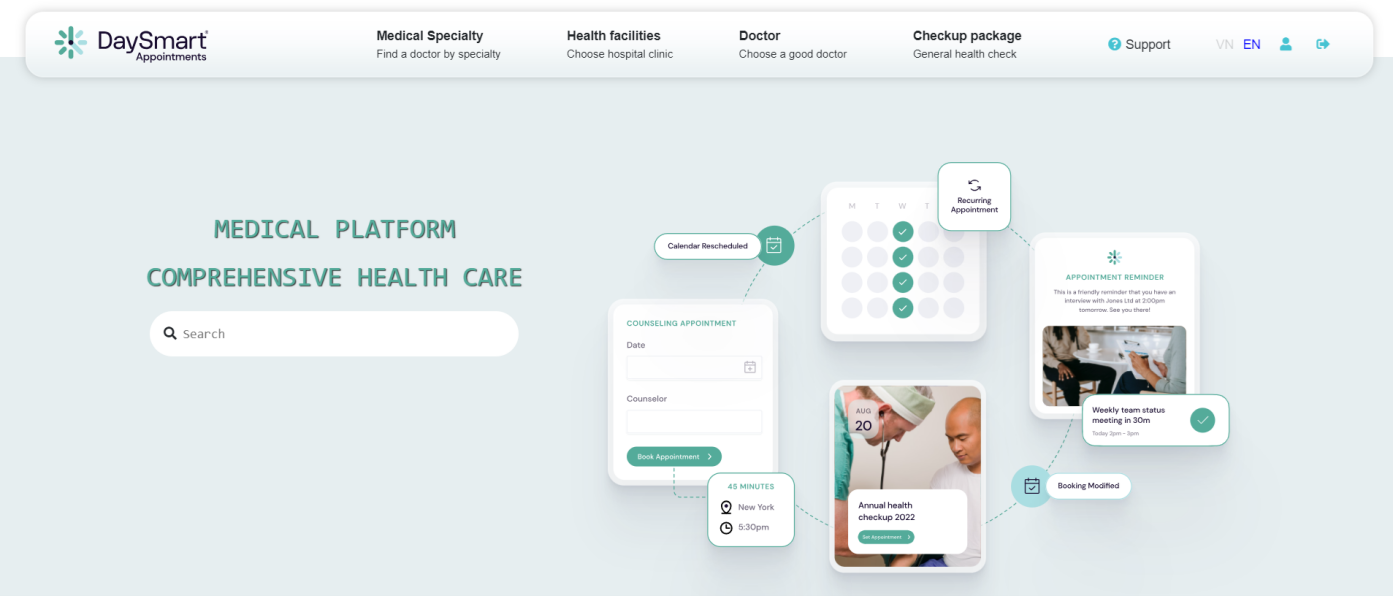 DaySmart
Appointments
Medical Specialty
Find a doctor by specialty
Health facilities
Choose hospital clinic
Doctor
Choose a good doctor
Checkup package
General health check
Support
VN EN
MEDICAL PLATFORM
COMPREHENSIVE HEALTH CARE
Search
Calendar Rescheduled
M T W T
Recurring
Appointment
APPOINTMENT REMINDER
This is a friendly reminder that you have an
interview with Jones Ltd at 2:00pm
tomorrow. See you there!
COUNSELING APPOINTMENT
Date
Counselor
Book Appointment
45 MINUTES
New York
5:30pm
AUG
20
Annual health
checkup 2022
Set Appointment
Weekly team status
meeting in 30m
Today 2pm - 3pm
Booking Modified